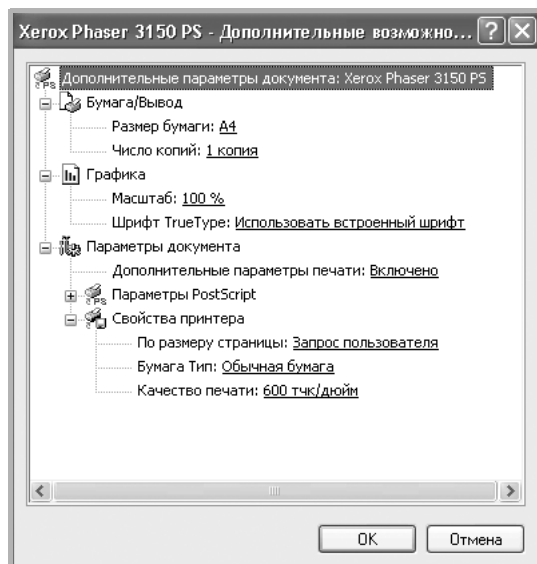 Xerox Phaser 3150 PS - Дополнительные возможно...
Дополнительные параметры документа: Xerox Phaser 3150 PS
Бумага/Вывод
Размер бумаги: A4
Число копий: 1 копия
Графика
Масштаб: 100 %
Шрифт TrueType: Использовать встроенный шрифт
Параметры документа
Дополнительные параметры печати: Включено
Параметры PostScript
Свойства принтера
По размеру страницы: Запрос пользователя
Бумага Тип: Обычная бумага
Качество печати: 600 тчк/дюйм
OK Отмена